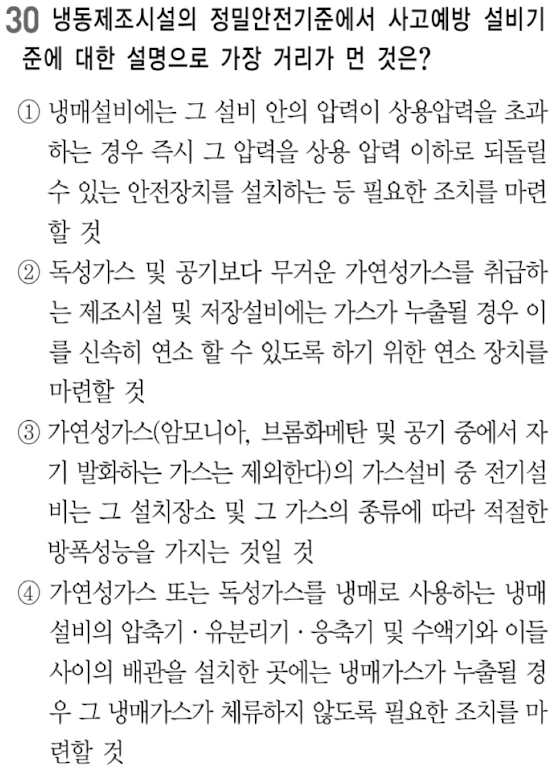 30 냉동제조시설의 정밀안전기준에서 사고예방 설비기
준에 대한 설명으로 가장 거리가 먼 것은?
① 냉매설비에는 그 설비 안의 압력이 상용압력을 초과
하는 경우 즉시 그 압력을 상용 압력 이하로 되돌릴
수 있는 안전장치를 설치하는 등 필요한 조치를 마련
할 것
② 독성가스 및 공기보다 무거운 가연성가스를 취급하
는 제조시설 및 저장설비에는 가스가 누출될 경우 이
를 신속히 연소 할 수 있도록 하기 위한 연소 장치를
마련할 것
③ 가연성가스(암모니아, 브롬화메탄 및 공기 중에서 자
기 발화하는 가스는 제외한다)의 가스설비 중 전기설
비는 그 설치장소 및 그 가스의 종류에 따라 적절한
방폭성능을 가지는 것일 것
④ 가연성가스 또는 독성가스를 냉매로 사용하는 냉매
설비의 압축기·유분리기·응축기 및 수액기와 이들
사이의 배관을 설치한 곳에는 냉매가스가 누출될 경
우 그 냉매가스가 체류하지 않도록 필요한 조치를 마
련할 것